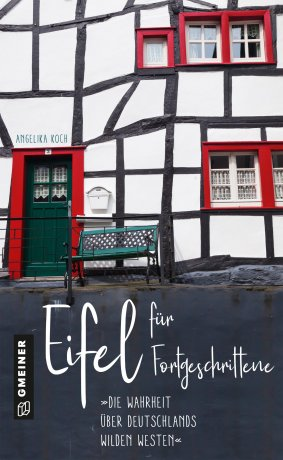 ANGELIKA KOCH
Eifel
für
Fortgeschrittene
»DIE WAHRHEIT
ÜBER DEUTSCHLANDS
WILDEN WESTEN«
GMEINER